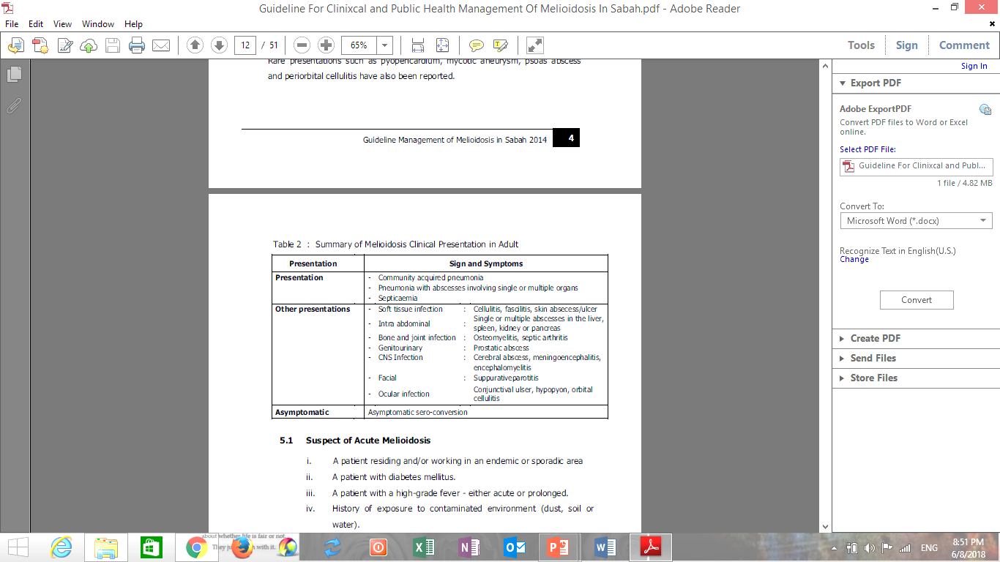 Guideline For Clinixcal and Public Health Management Of Melioidosis In Sabah.pdf - Adobe Reader
File Edit View Window Help
12 / 51
65%
Tools Sign Comment
Sign In
Rare presentations such as pyopericardium, mycotic aneurysm, psoas abscess
and periorbital cellulitis have also been reported.
Guideline Management of Melioidosis in Sabah 2014 4
Table 2 : Summary of Melioidosis Clinical Presentation in Adult
Presentation Sign and Symptoms
Presentation - Community acquired pneumonia
- Pneumonia with abscesses involving single or multiple organs
- Septicaemia
Other presentations - Soft tissue infection : Cellulitis, fasciitis, skin absecess/ulcer
- Intra abdominal : Single or multiple abscesses in the liver,
spleen, kidney or pancreas
- Bone and joint infection : Osteomyelitis, septic arthritis
- Genitourinary : Prostatic abscess
- CNS Infection : Cerebral abscess, meningoencephalitis,
encephalomyelitis
- Facial : Suppurativeparotitis
- Ocular infection Conjunctival ulser, hypopyon, orbital
cellulitis
Asymptomatic Asymptomatic sero-conversion
5.1 Suspect of Acute Melioidosis
i. A patient residing and/or working in an endemic or sporadic area
ii. A patient with diabetes mellitus.
iii. A patient with a high-grade fever - either acute or prolonged.
iv. History of exposure to contaminated environment (dust, soil or
water).
Export PDF
Adobe ExportPDF
Convert PDF files to Word or Excel
online.
Select PDF File:
Guideline For Clinixcal and Publ...
1 file / 4.82 MB
Convert To:
Microsoft Word (*.docx)
Recognize Text in English(U.S.)
Change
Convert
Create PDF
Send Files
Store Files
about whether life is fair or not.
They ju with it.
ENG
8:51 PM
6/8/2018